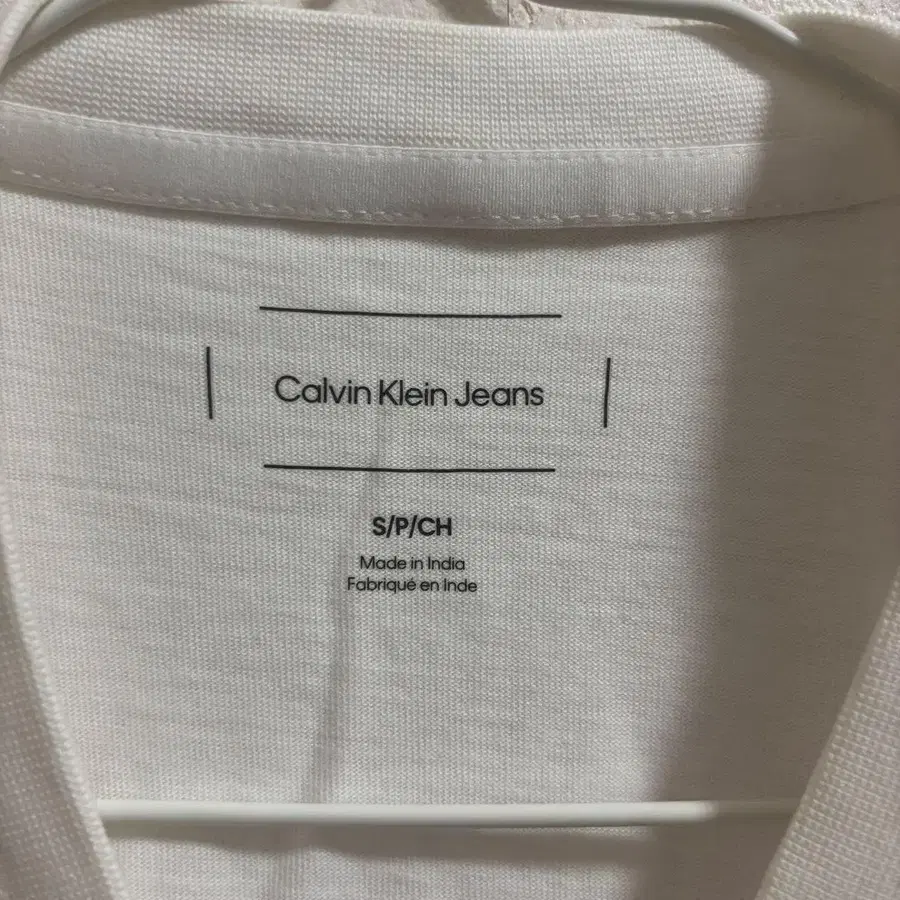 Calvin Klein Jeans
S/P/CH
Made in India
Fabriqué en Inde